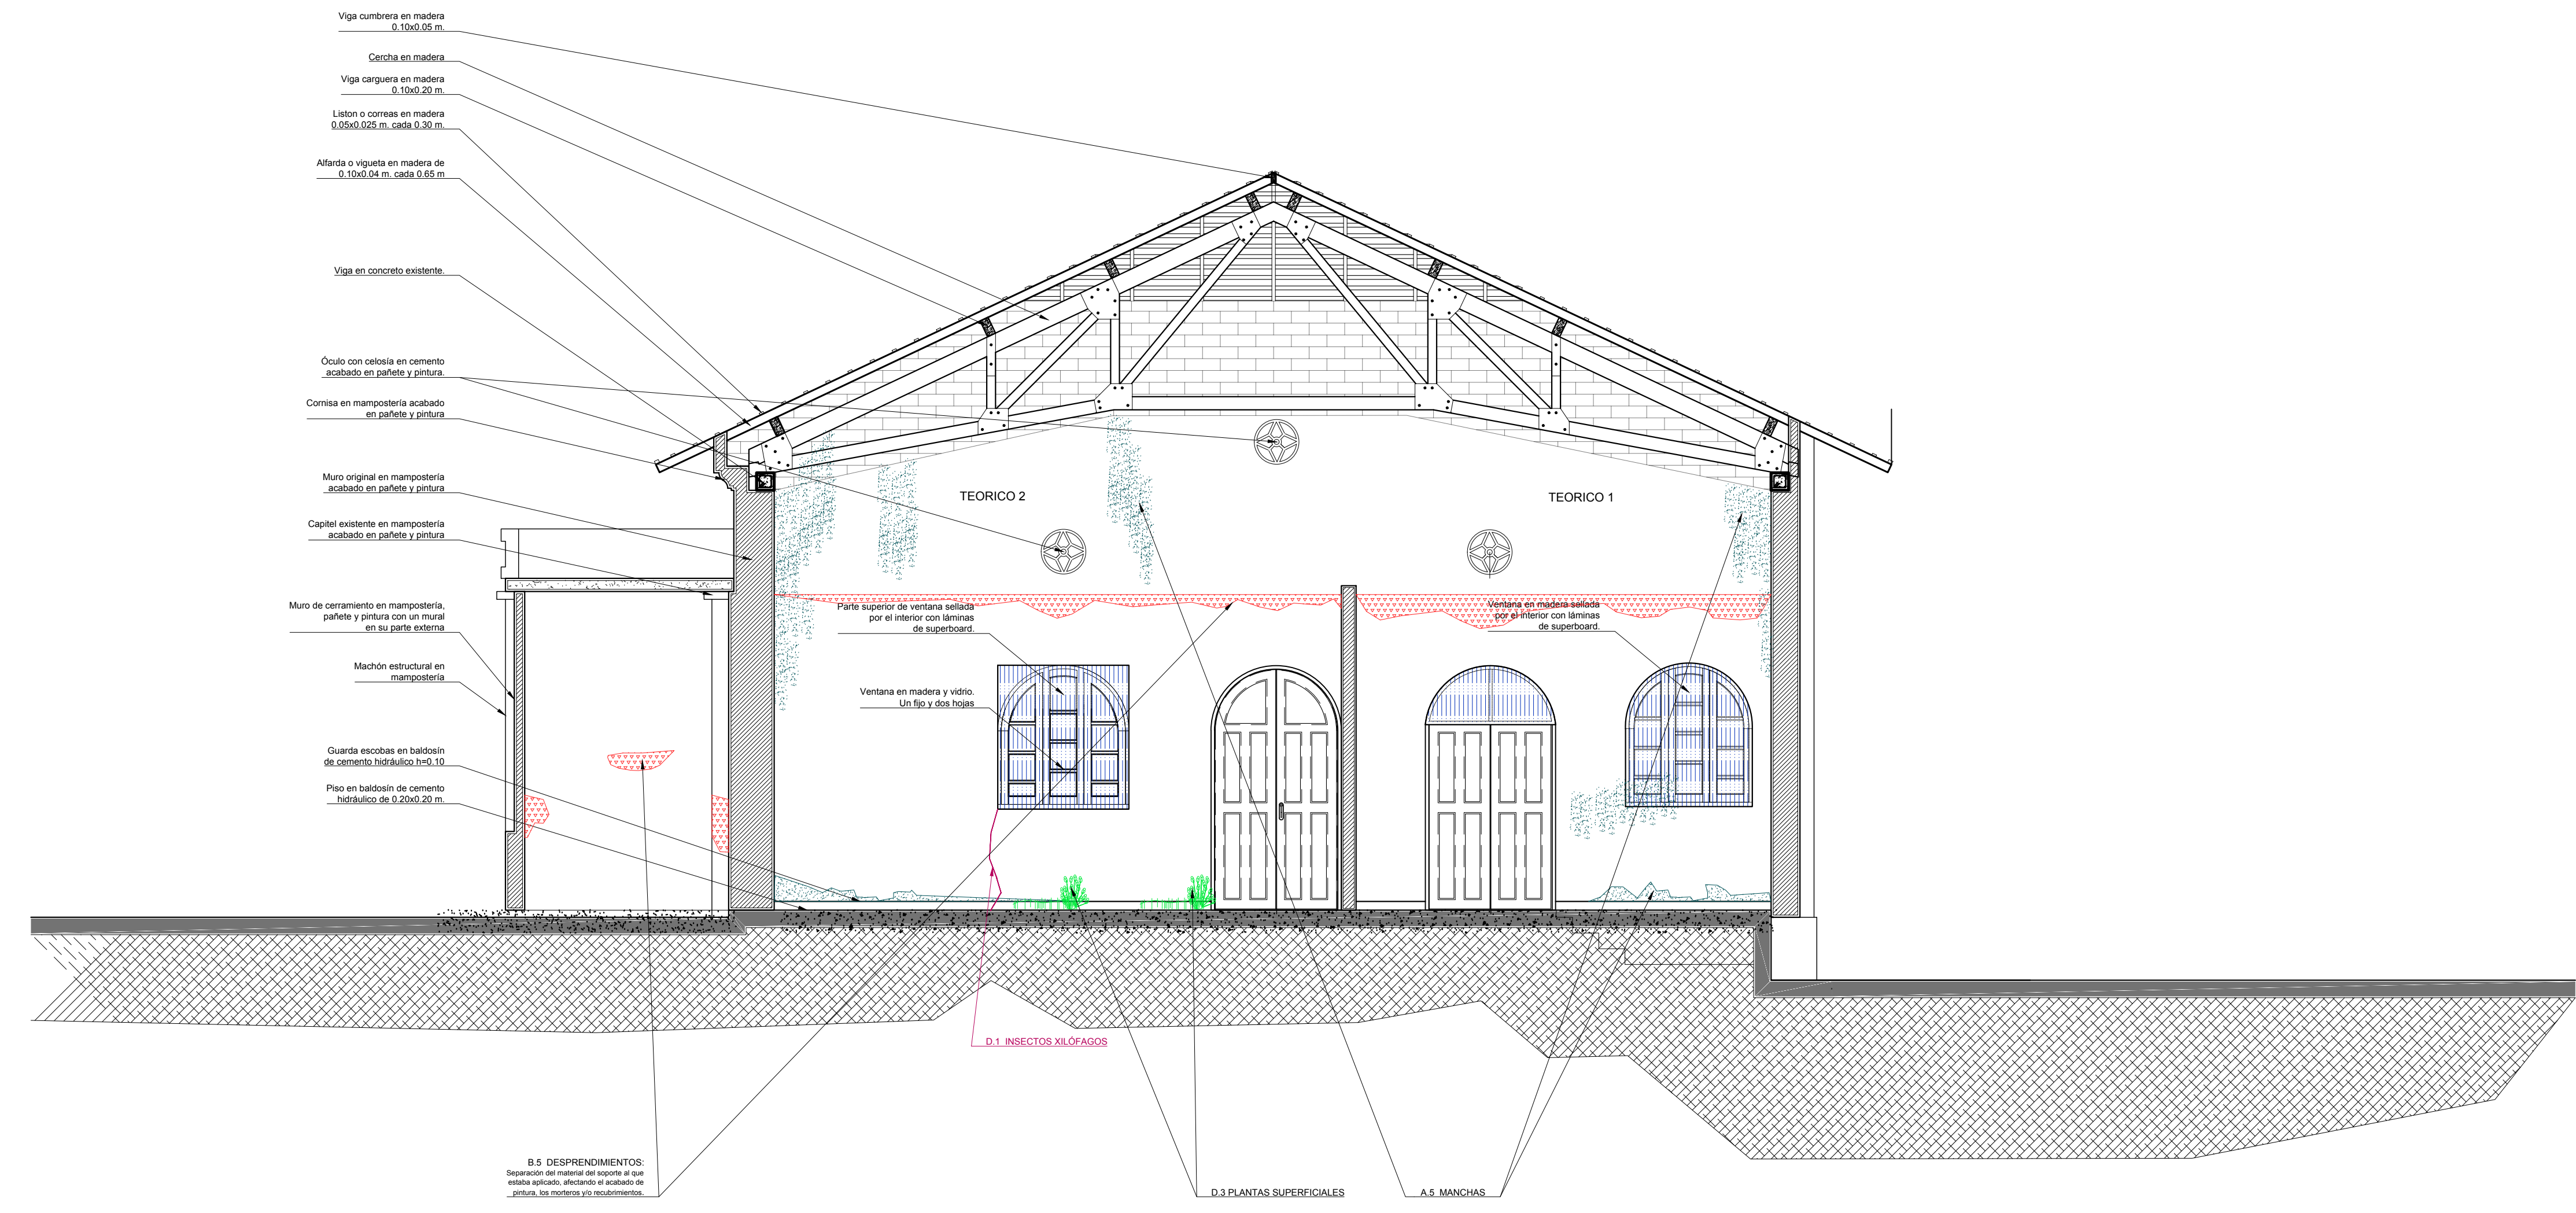 Viga cumbrera en madera
0.10x0.05 m.
Cercha en madera
Viga carguera en madera
0.10x0.20 m.
Liston o correas en madera
0.05x0.025 m. cada 0.30 m.
Alfarda o vigueta en madera de
0.10x0.04 m. cada 0.65 m
Viga en concreto existente.
Óculo con celosía en cemento
acabado en pañete y pintura.
Cornisa en mampostería acabado
en pañete y pintura
Muro original en mampostería
acabado en pañete y pintura
Capitel existente en mampostería
acabado en pañete y pintura
Muro de cerramiento en mampostería,
pañete y pintura con un mural
en su parte externa
Machón estructural en
mampostería
Guarda escobas en baldosín
de cemento hidráulico h=0.10
Piso en baldosín de cemento
hidráulico de 0.20x0.20 m.
TEORICO 2
TEORICO 1
Parte superior de ventana sellada
por el interior con láminas
de superboard.
Ventana en madera sellada
por el interior con láminas
de superboard.
Ventana en madera y vidrio.
Un fijo y dos hojas
D.1 INSECTOS XILÓFAGOS
B.5 DESPRENDIMIENTOS:
Separación del material del soporte al que
estaba aplicado, afectando el acabado de
pintura, los morteros y/o recubrimientos.
D.3 PLANTAS SUPERFICIALES
A.5 MANCHAS